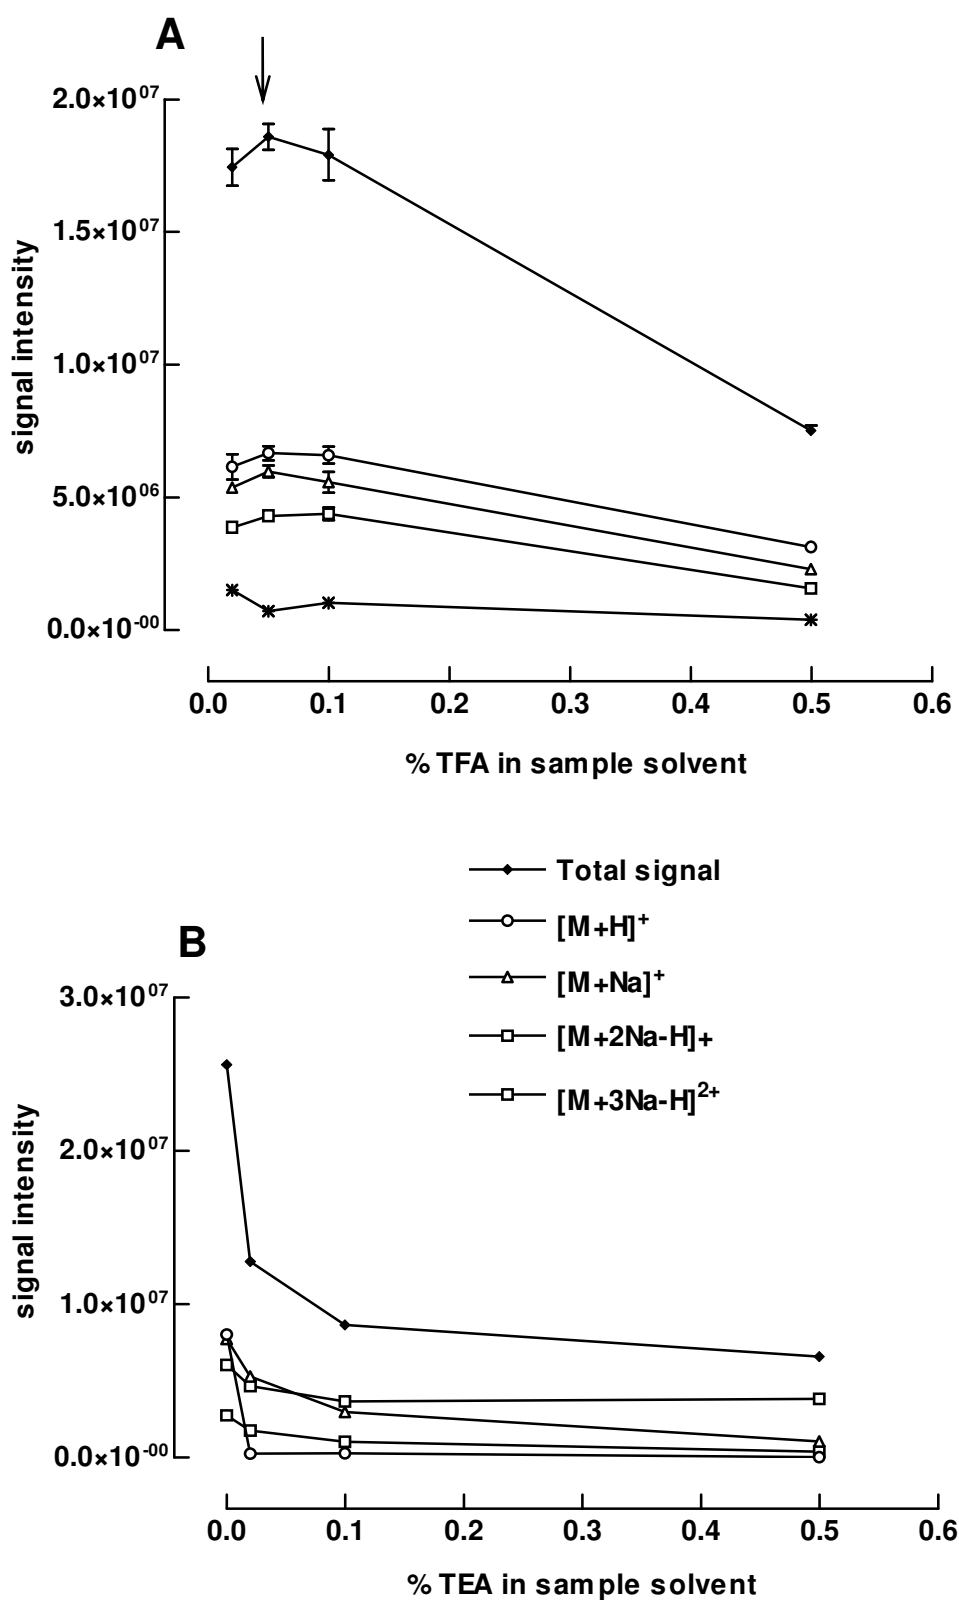 A
2.0×10⁰⁷
1.5×10⁰⁷
1.0×10⁰⁷
5.0×10⁰⁶
0.0×10⁻⁰⁰
signal intensity
0.0 0.1 0.2 0.3 0.4 0.5 0.6
% TFA in sample solvent
Total signal
[M+H]⁺
[M+Na]⁺
[M+2Na-H]+
[M+3Na-H]²⁺
B
3.0×10⁰⁷
2.0×10⁰⁷
1.0×10⁰⁷
0.0×10⁻⁰⁰
signal intensity
0.0 0.1 0.2 0.3 0.4 0.5 0.6
% TEA in sample solvent